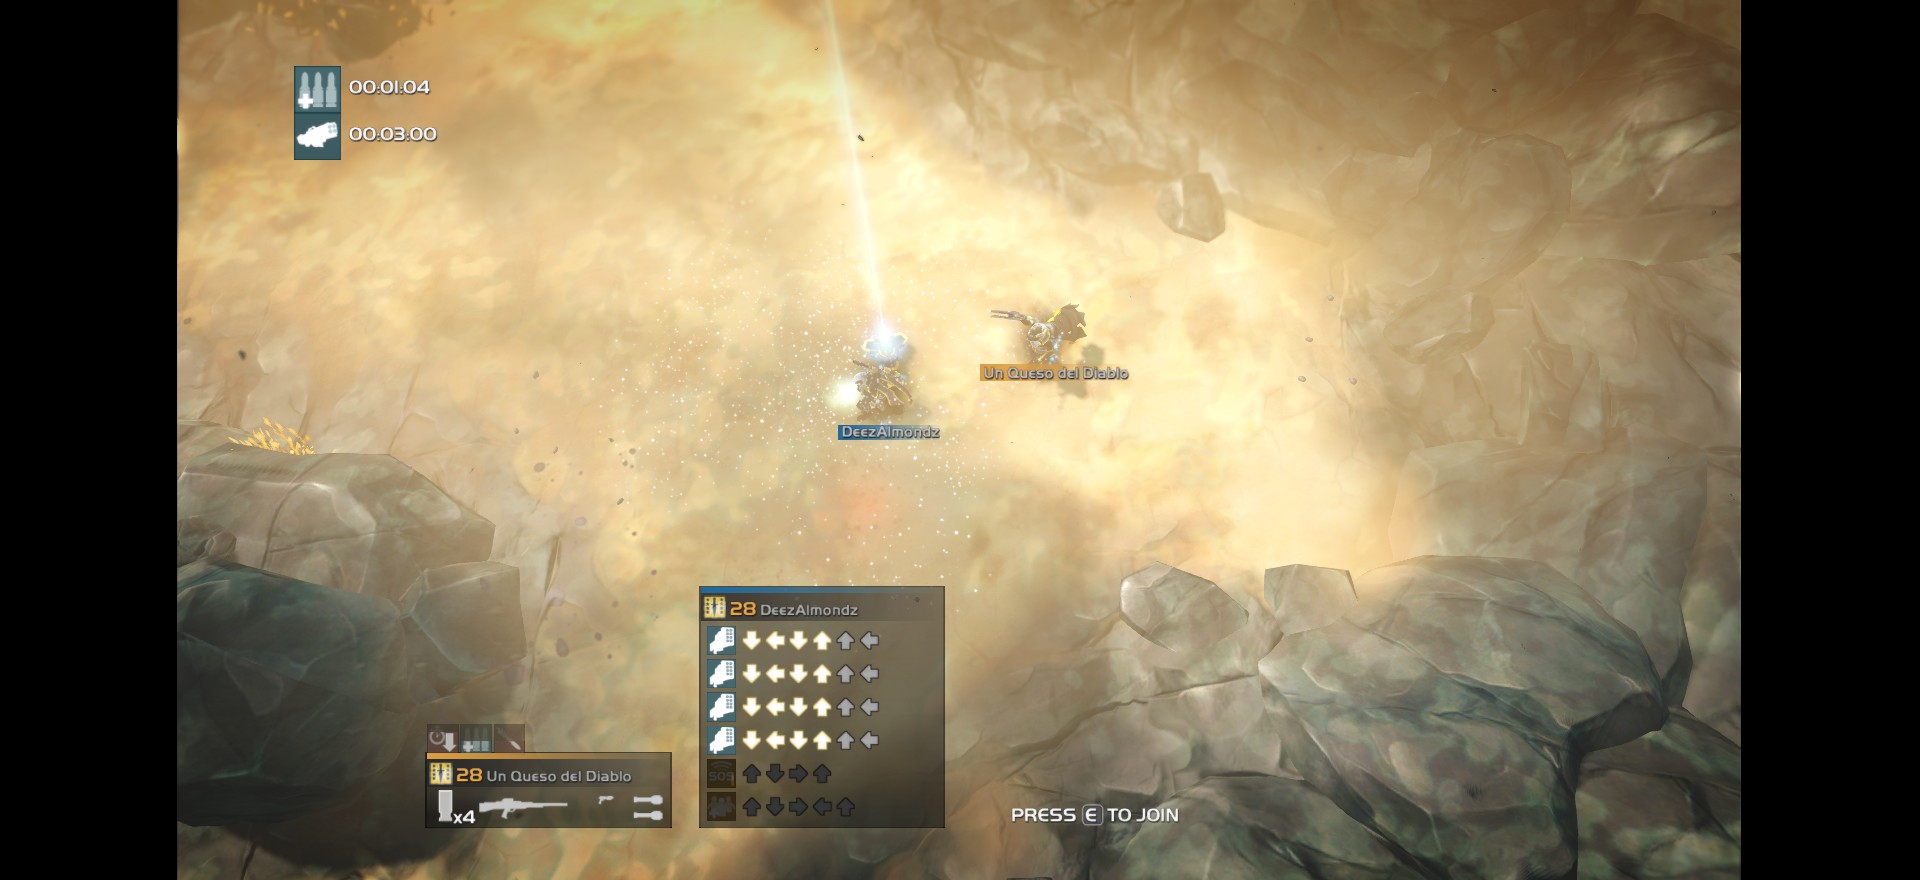 00:01:04
00:03:00
Un Queso del Diablo
DeezAlmondz
28 DeezAlmondz
SOS
28 Un Queso del Diablo
x4
PRESS E TO JOIN